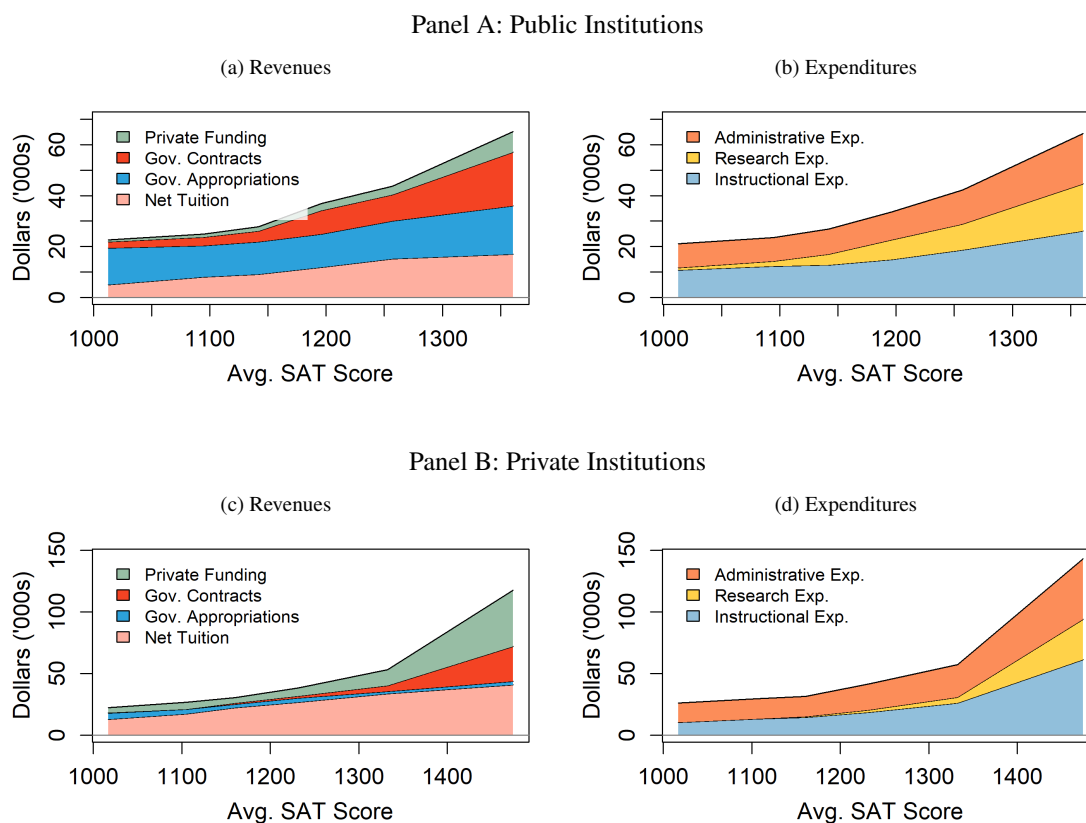 Panel A: Public Institutions
(a) Revenues
(b) Expenditures
Dollars ('000s)
0 20 40 60
Private Funding
Gov. Contracts
Gov. Appropriations
Net Tuition
1000 1100 1200 1300
Avg. SAT Score
Dollars ('000s)
0 20 40 60
Administrative Exp.
Research Exp.
Instructional Exp.
1000 1100 1200 1300
Avg. SAT Score
Panel B: Private Institutions
(c) Revenues
(d) Expenditures
Dollars ('000s)
0 50 100 150
Private Funding
Gov. Contracts
Gov. Appropriations
Net Tuition
1000 1100 1200 1300 1400
Avg. SAT Score
Dollars ('000s)
0 50 100 150
Administrative Exp.
Research Exp.
Instructional Exp.
1000 1100 1200 1300 1400
Avg. SAT Score